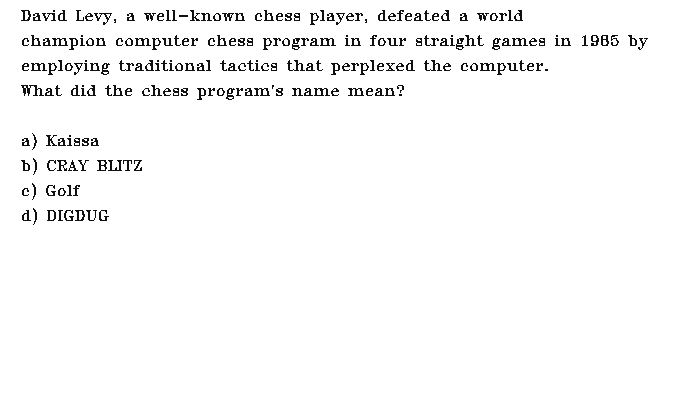 David Levy, a well-known chess player, defeated a world
champion computer chess program in four straight games in 1985 by
employing traditional tactics that perplexed the computer.
What did the chess program's name mean?
a) Kaissa
b) CRAY BLITZ
c) Golf
d) DIGDUG